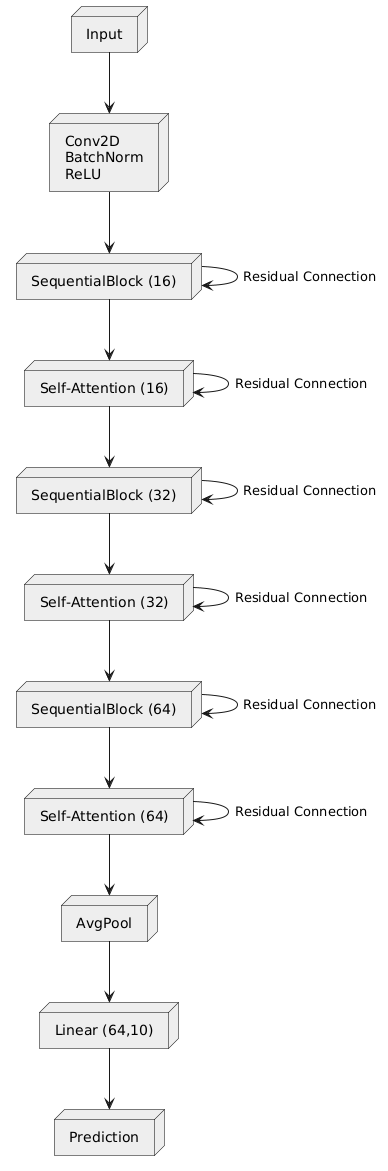 Input
Conv2D
BatchNorm
ReLU
SequentialBlock (16)
Residual Connection
Self-Attention (16)
Residual Connection
SequentialBlock (32)
Residual Connection
Self-Attention (32)
Residual Connection
SequentialBlock (64)
Residual Connection
Self-Attention (64)
Residual Connection
AvgPool
Linear (64,10)
Prediction